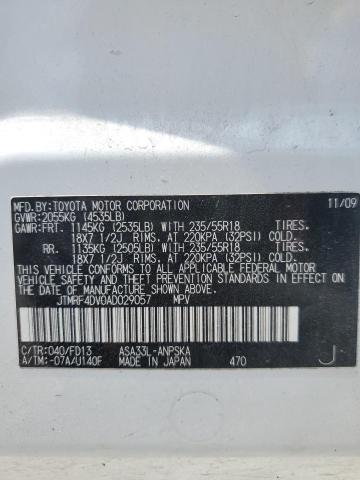 MFD.BY:TOYOTA MOTOR CORPORATION 11/09
GVWR:2055KG (4535LB)
GAWR:FRT. 1145KG (2535LB) WITH 235/55R18 TIRES.
18X7 1/2J RIMS, AT 220KPA (32PSI) COLD.
RR. 1135KG (2505LB) WITH 235/55R18 TIRES.
18X7 1/2J RIMS, AT 220KPA (32PSI) COLD.
THIS VEHICLE CONFORMS TO ALL APPLICABLE FEDERAL MOTOR
VEHICLE SAFETY STANDARDS IN EFFECT ON THE DATE OF
MANUFACTURE SHOWN ABOVE.
JTMRF4DV0AD029057 MPV
C/TR:040/FD13 ASA33L-ANPSKA
A/TM:-07A/U140F MADE IN JAPAN 470 J